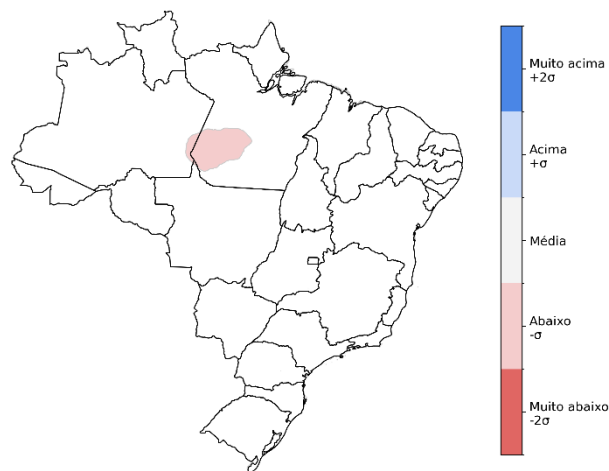 Muito acima
+2σ
Acima
+σ
Média
Abaixo
-σ
Muito abaixo
-2σ